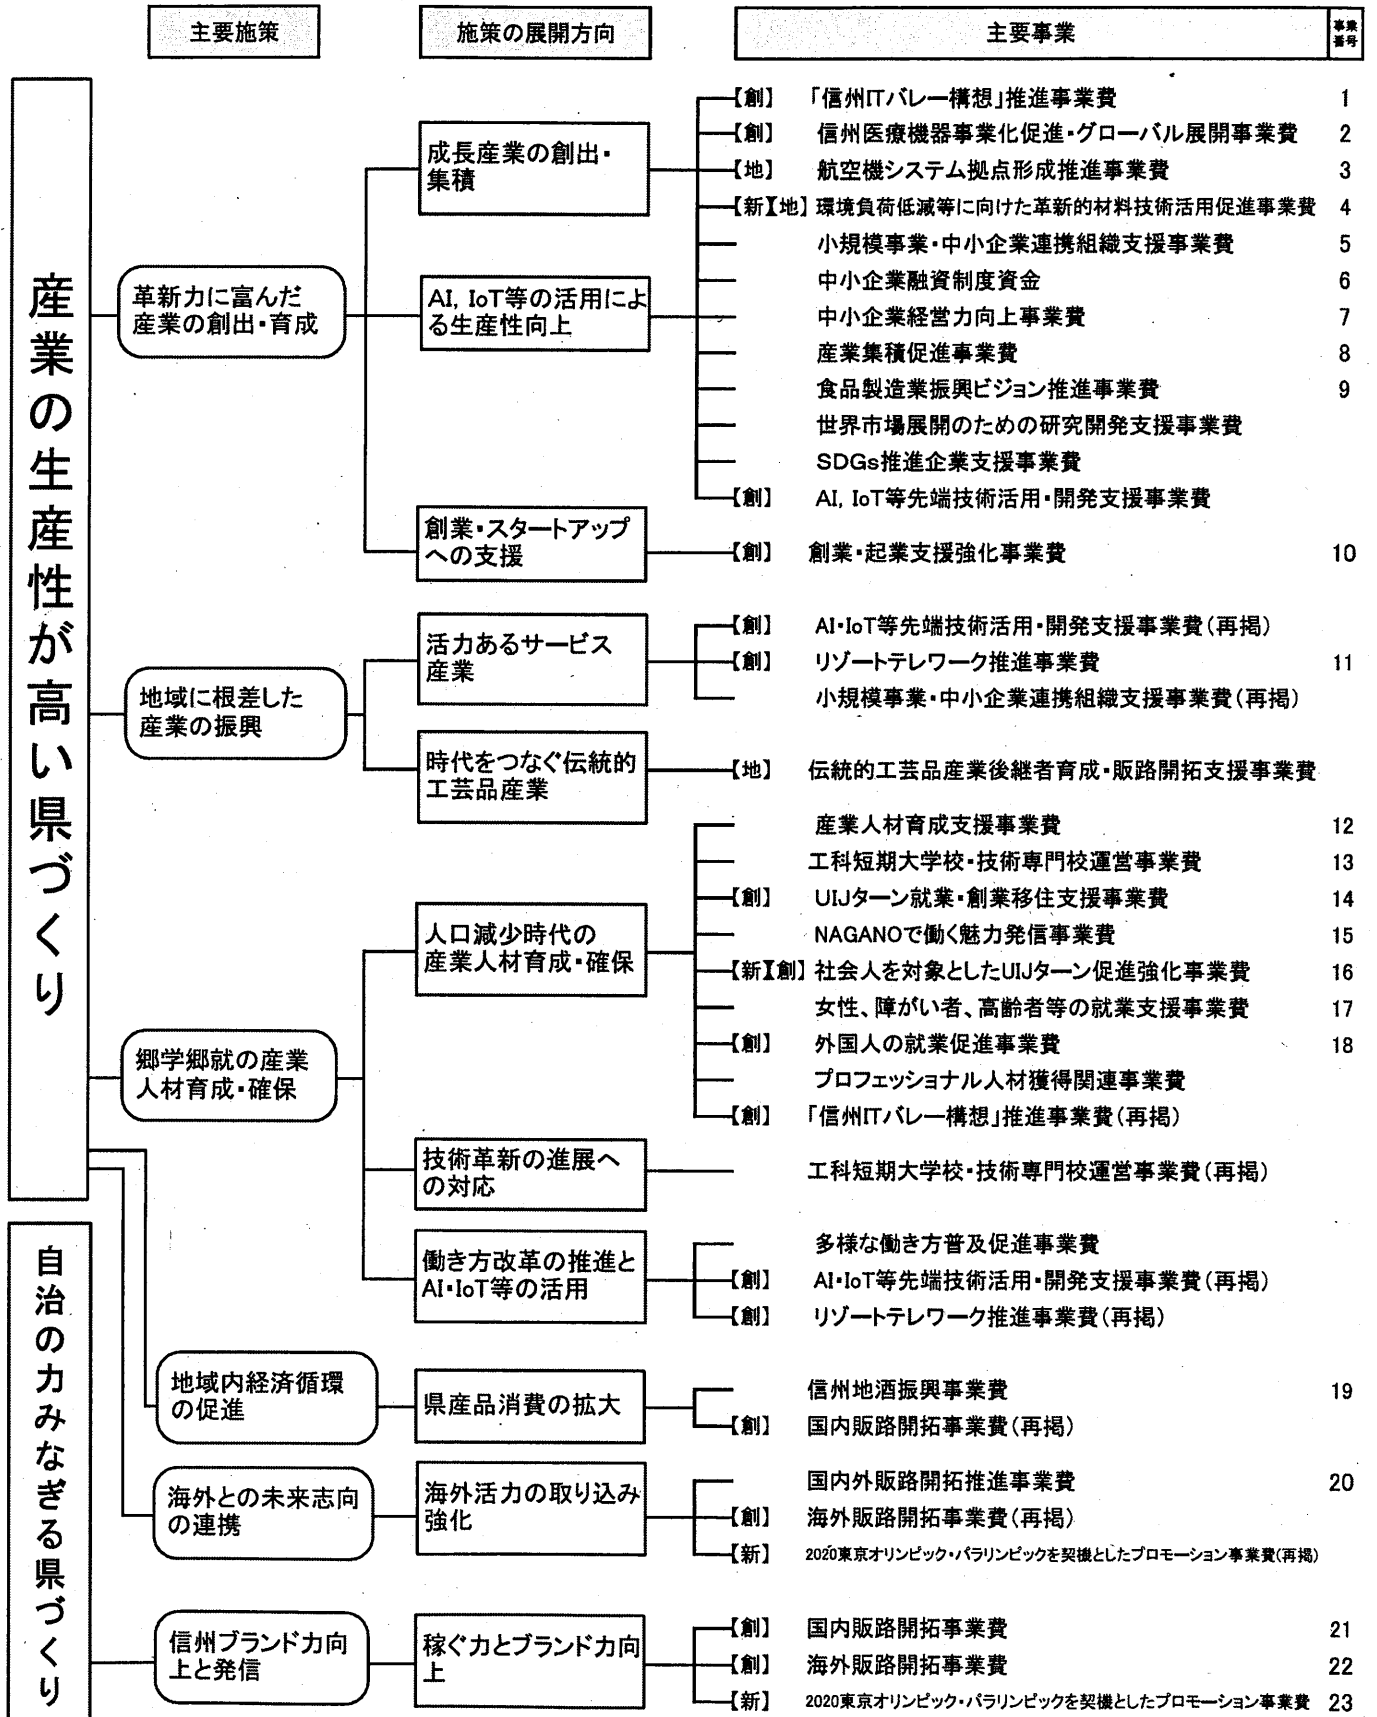 主要施策
施策の展開方向
主要事業
事業
番号
産業の生産性が高い県づくり
革新力に富んだ
産業の創出・育成
成長産業の創出・
集積
【創】 「信州ITバレー構想」推進事業費 1
【創】 信州医療機器事業化促進・グローバル展開事業費 2
【地】 航空機システム拠点形成推進事業費 3
【新】【地】 環境負荷低減等に向けた革新的材料技術活用促進事業費 4
AI, IoT等の活用によ
る生産性向上
小規模事業・中小企業連携組織支援事業費 5
中小企業融資制度資金 6
中小企業経営力向上事業費 7
産業集積促進事業費 8
食品製造業振興ビジョン推進事業費 9
世界市場展開のための研究開発支援事業費
SDGs推進企業支援事業費
【創】 AI, IoT等先端技術活用・開発支援事業費
創業・スタートアップ
への支援
【創】 創業・起業支援強化事業費 10
地域に根差した
産業の振興
活力あるサービス
産業
【創】 AI・IoT等先端技術活用・開発支援事業費(再掲)
【創】 リゾートテレワーク推進事業費 11
小規模事業・中小企業連携組織支援事業費(再掲)
時代をつなぐ伝統的
工芸品産業
【地】 伝統的工芸品産業後継者育成・販路開拓支援事業費
郷学郷就の産業
人材育成・確保
人口減少時代の
産業人材育成・確保
産業人材育成支援事業費 12
工科短期大学校・技術専門校運営事業費 13
【創】 UIJターン就業・創業移住支援事業費 14
NAGANOで働く魅力発信事業費 15
【新】【創】 社会人を対象としたUIJターン促進強化事業費 16
女性、障がい者、高齢者等の就業支援事業費 17
【創】 外国人の就業促進事業費 18
プロフェッショナル人材獲得関連事業費
【創】 「信州ITバレー構想」推進事業費(再掲)
技術革新の進展へ
の対応
工科短期大学校・技術専門校運営事業費(再掲)
働き方改革の推進と
AI・IoT等の活用
多様な働き方普及促進事業費
【創】 AI・IoT等先端技術活用・開発支援事業費(再掲)
【創】 リゾートテレワーク推進事業費(再掲)
自治の力みなぎる県づくり
地域内経済循環
の促進
県産品消費の拡大
信州地酒振興事業費 19
【創】 国内販路開拓事業費(再掲)
海外との未来志向
の連携
海外活力の取り込み
強化
国内外販路開拓推進事業費 20
【創】 海外販路開拓事業費(再掲)
【新】 2020東京オリンピック・パラリンピックを契機としたプロモーション事業費(再掲)
信州ブランド力向
上と発信
稼ぐ力とブランド力向
上
【創】 国内販路開拓事業費 21
【創】 海外販路開拓事業費 22
【新】 2020東京オリンピック・パラリンピックを契機としたプロモーション事業費 23